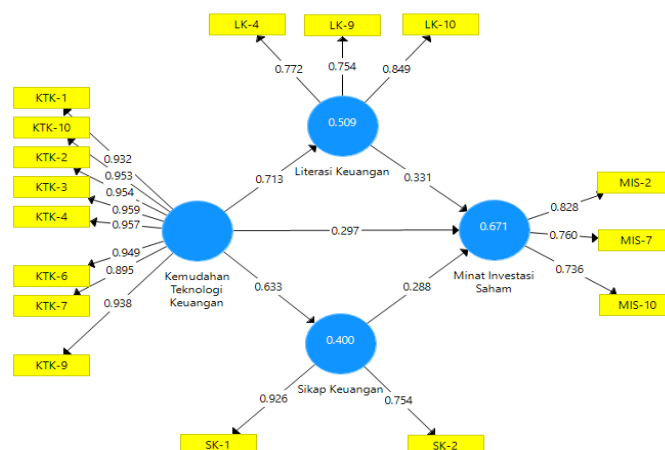 LK-4
LK-9
LK-10
0.772
0.754
0.849
KTK-1
KTK-10
KTK-2
KTK-3
KTK-4
KTK-6
KTK-7
KTK-9
0.932
0.953
0.954
0.959
0.957
0.949
0.895
0.938
0.509
Literasi Keuangan
0.713
0.331
Kemudahan
Teknologi
Keuangan
0.297
0.671
Minat Investasi
Saham
0.828
0.760
0.736
MIS-2
MIS-7
MIS-10
0.633
0.288
0.400
Sikap Keuangan
0.926
0.754
SK-1
SK-2